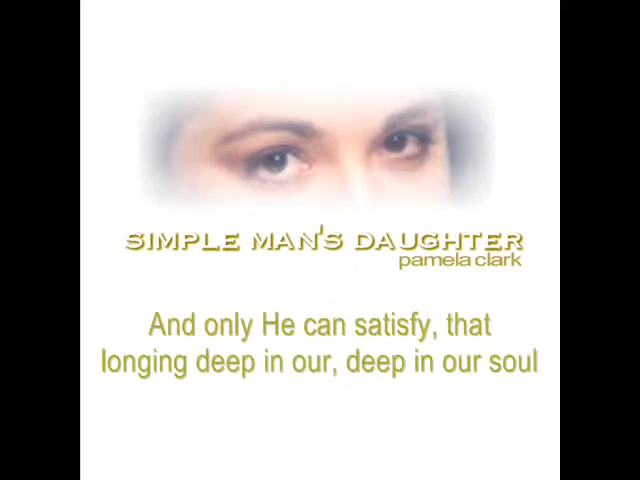 SIMPLE MAN'S DAUGHTER
pamela clark
And only He can satisfy, that
longing deep in our, deep in our soul